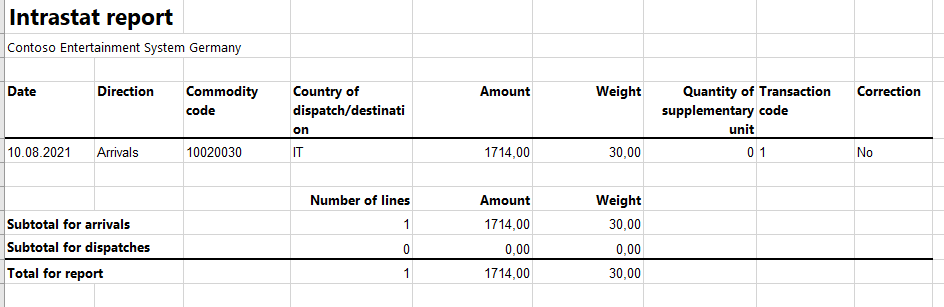 Intrastat report
Contoso Entertainment System Germany
Date Direction Commodity code Country of dispatch/destinati on Amount Weight Quantity of supplementary unit Transaction code Correction
10.08.2021 Arrivals 10020030 IT 1714,00 30,00 0 1 No
Number of lines Amount Weight
Subtotal for arrivals 1 1714,00 30,00
Subtotal for dispatches 0 0,00 0,00
Total for report 1 1714,00 30,00